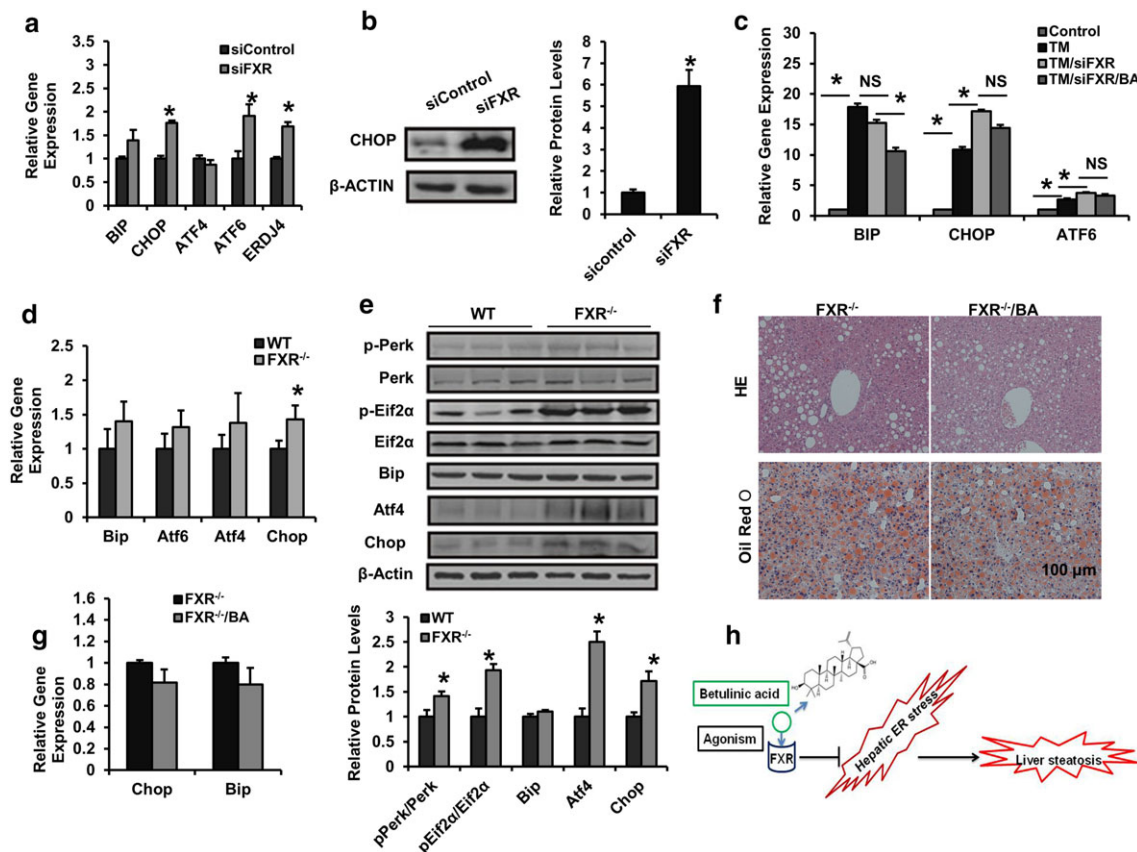 a
siControl
siFXR
Relative Gene
Expression
2.5
2
1.5
1
0.5
0
*
*
*
BIP
CHOP
ATF4
ATF6
ERDJ4
b
siControl
siFXR
CHOP
β-ACTIN
Relative Protein Levels
8
7
6
5
4
3
2
1
0
*
sicontrol
siFXR
c
Control
TM
TM/siFXR
TM/siFXR/BA
Relative Gene Expression
30
25
20
15
10
5
0
* NS *
* * NS
* * NS
BIP CHOP ATF6
d
WT
FXR-/-
Relative Gene
Expression
2.5
2
1.5
1
0.5
0
*
Bip Atf6 Atf4 Chop
e
WT FXR-/-
p-Perk
Perk
p-Eif2α
Eif2α
Bip
Atf4
Chop
β-Actin
WT
FXR-/-
Relative Protein Levels
3
2.5
2
1.5
1
0.5
0
*
*
*
*
pPerk/Perk
pEif2α/Eif2α
Bip
Atf4
Chop
f
FXR-/- FXR-/-/BA
HE
Oil Red O
100 μm
g
FXR-/-
FXR-/-/BA
Relative Gene
Expression
1.6
1.4
1.2
1
0.8
0.6
0.4
0.2
0
Chop Bip
h
Betulinic acid
Agonism
FXR
HO
OH
O
H
H
H
Hepatic ER stress
Liver steatosis